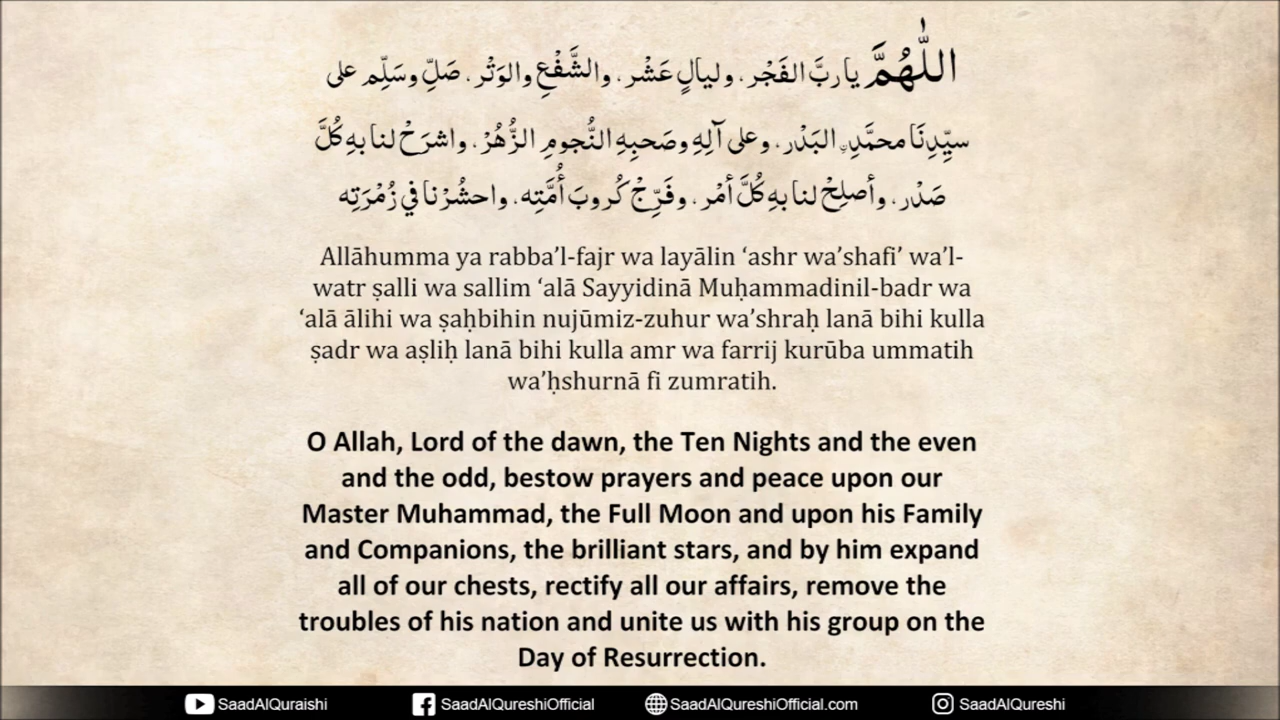 اللّٰهُمَّ يا ربَّ الفَجْر، وليالٍ عَشْر، والشَّفْعِ والوَتْر، صَلِّ وسَلِّم على
سيِّدِنَا محمَّدِنِ البَدْر، وعلى آلِهِ وصَحبِهِ النُّجومِ الزُّهُرْ، واشرَحْ لنا بهِ كُلَّ
صَدْر، وأصلِحْ لنا بهِ كُلَّ أمْر، وفَرِّجْ كُروبَ أُمَّتِه، واحشُرْنا في زُمْرَتِه
Allāhumma ya rabba’l-fajr wa layālin ‘ashr wa’shafi’ wa’l-
watr ṣalli wa sallim ‘alā Sayyidinā Muḥammadinil-badr wa
‘alā ālihi wa ṣaḥbihin nujūmiz-zuhur wa’shraḥ lanā bihi kulla
ṣadr wa aṣliḥ lanā bihi kulla amr wa farrij kurūba ummatih
wa’ḥshurnā fi zumratih.
O Allah, Lord of the dawn, the Ten Nights and the even
and the odd, bestow prayers and peace upon our
Master Muhammad, the Full Moon and upon his Family
and Companions, the brilliant stars, and by him expand
all of our chests, rectify all our affairs, remove the
troubles of his nation and unite us with his group on the
Day of Resurrection.
SaadAlQuraishi SaadAlQureshiOfficial SaadAlQureshiOfficial.com SaadAlQureshi